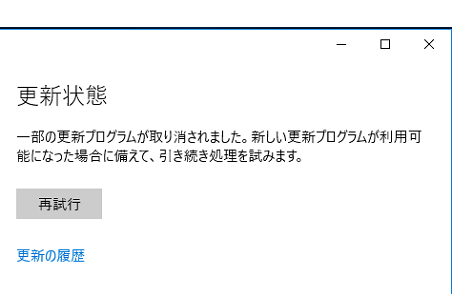 更新状態
一部の更新プログラムが取り消されました。新しい更新プログラムが利用可
能になった場合に備えて、引き続き処理を試みます。
再試行
更新の履歴